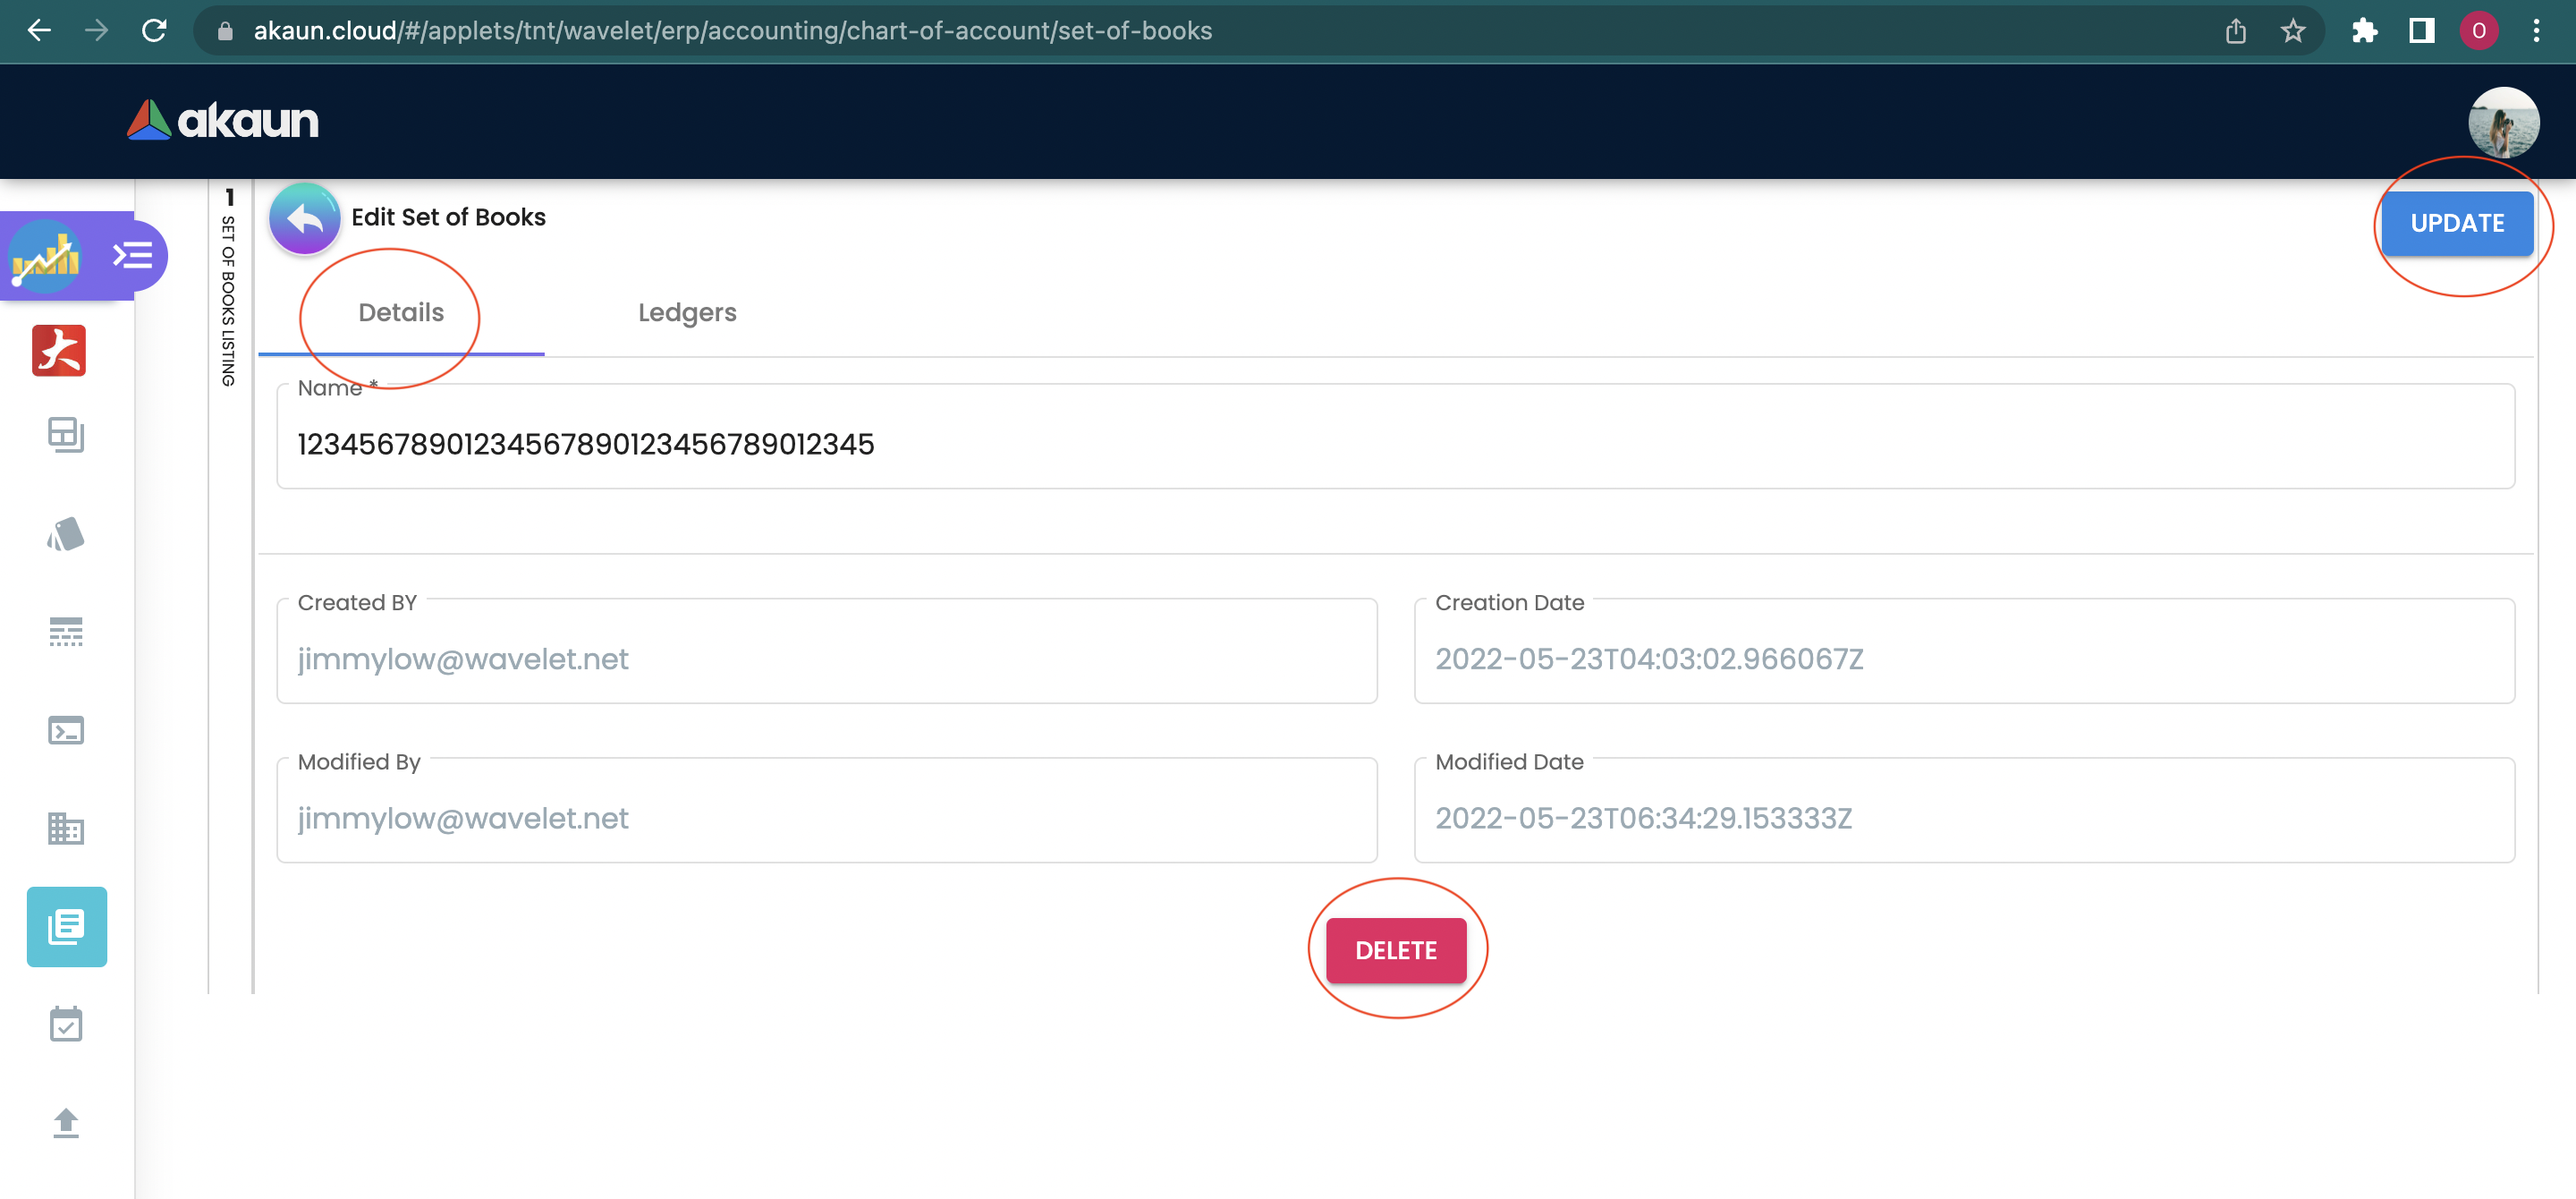 akaun.cloud/#/applets/tnt/wavelet/erp/accounting/chart-of-account/set-of-books
O
akaun
1
SET OF BOOKS LISTING
Edit Set of Books
UPDATE
Details
Ledgers
Name *
12345678901234567890123456789012345
Created BY
jimmylow@wavelet.net
Creation Date
2022-05-23T04:03:02.966067Z
Modified By
jimmylow@wavelet.net
Modified Date
2022-05-23T06:34:29.153333Z
DELETE